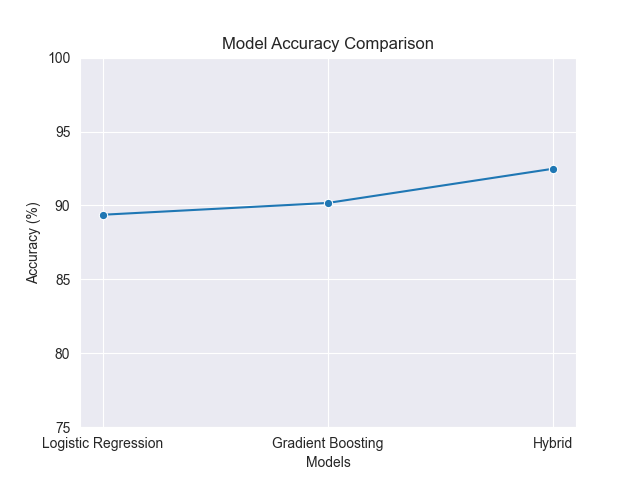 Model Accuracy Comparison
100
95
90
85
80
75
Accuracy (%)
Logistic Regression Gradient Boosting Hybrid
Models